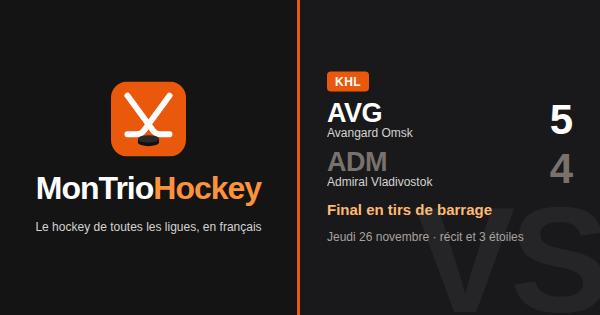 MonTrioHockey
Le hockey de toutes les ligues, en français
KHL
AVG 5
Avangard Omsk
ADM 4
Admiral Vladivostok
Final en tirs de barrage
Jeudi 26 novembre · récit et 3 étoiles
VS